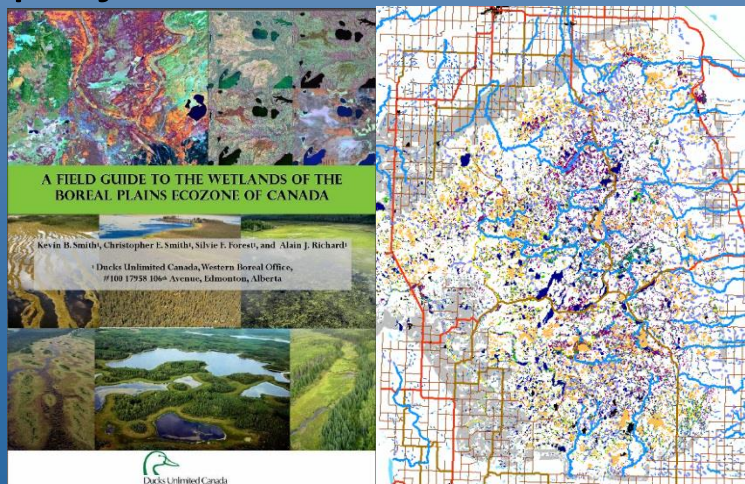 A FIELD GUIDE TO THE WETLANDS OF THE
BOREAL PLAINS ECOZONE OF CANADA
Kevin B. Smith¹, Christopher E. Smith¹, Silvie F. Forest¹, and Alain J. Richard¹
¹ Ducks Unlimited Canada, Western Boreal Office,
#100 17958 106ᵗʰ Avenue, Edmonton, Alberta
Ducks Unlimited Canada